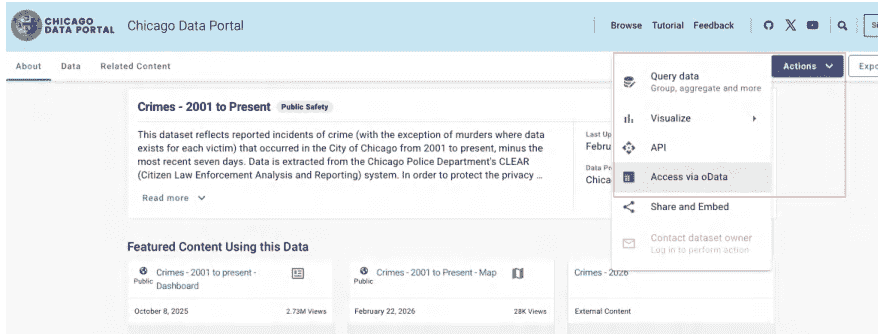 CHICAGO
DATA PORTAL
Chicago Data Portal
Browse Tutorial Feedback
About Data Related Content
Actions
Crimes - 2001 to Present Public Safety
This dataset reflects reported incidents of crime (with the exception of murders where data
exists for each victim) that occurred in the City of Chicago from 2001 to present, minus the
most recent seven days. Data is extracted from the Chicago Police Department's CLEAR
(Citizen Law Enforcement Analysis and Reporting) system. In order to protect the privacy ...
Read more
Last Up
Febru
Data Pr
Chica
Query data
Group, aggregate and more
Visualize
API
Access via oData
Share and Embed
Contact dataset owner
Log in to perform action
Featured Content Using this Data
Public
Crimes - 2001 to present -
Dashboard
October 8, 2025 2.73M Views
Public
Crimes - 2001 to Present - Map
February 22, 2026 28K Views
Crimes - 2026
External Content